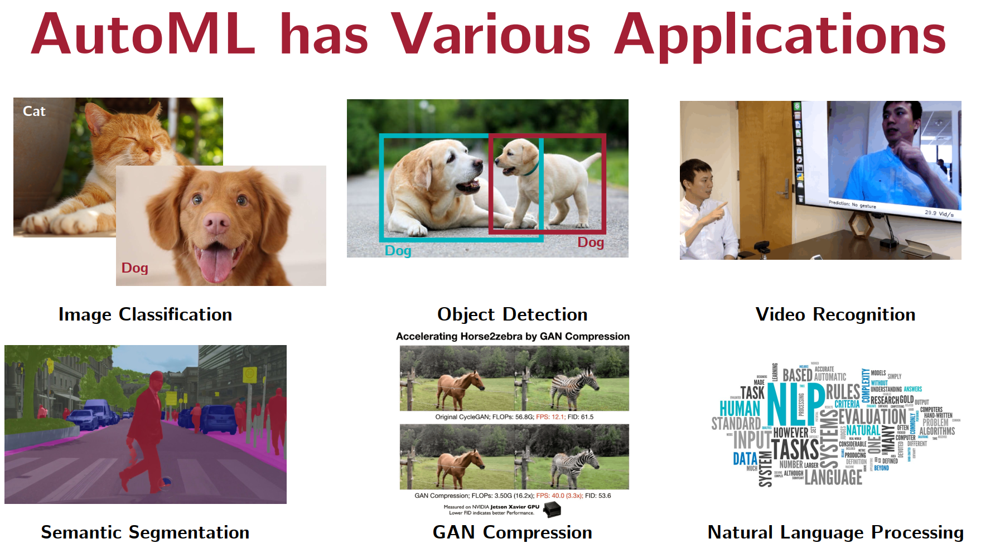 AutoML has Various Applications
Cat
Dog
Image Classification
Dog
Dog
Object Detection
Prediction: No gesture
29.9 Vid/s
Video Recognition
Semantic Segmentation
Accelerating Horse2zebra by GAN Compression
Original CycleGAN; FLOPs: 56.8G; FPS: 12.1; FID: 61.5
GAN Compression; FLOPs: 3.50G (16.2x); FPS: 40.0 (3.3x); FID: 53.6
Measured on NVIDIA Jetson Xavier GPU
Lower FID indicates better Performance.
GAN Compression
LEARNING
BASED
ACCURATE
AUTOMATIC
COMPLEXITY
MODELS
SIMPLY
MADE
TASK
NLP
PROCESSING
RULES
WITHOUT
UNDERSTANDING
ANSWERS
HUMAN
CRITERIA
RESEARCH
GOLD
OUTPUT
STANDARD
SYSTEMS
EVALUATION
COMMONLY
COMPUTERS
HAND-WRITTEN
PROBLEM
INPUT
HOWEVER
SET
JUDGES
NATURAL
MANY
OFTEN
ALGORITHMS
TASKS
ONE
COMPUTER
CONSIDERABLE
DIFFERENT
DATA
MUCH
SYSTEM
NUMBER
LARGER
PRODUCING
DEFINITION
DEFINED
DEVOTED
BEYOND
ALTHOUGH
LANGUAGE
Natural Language Processing